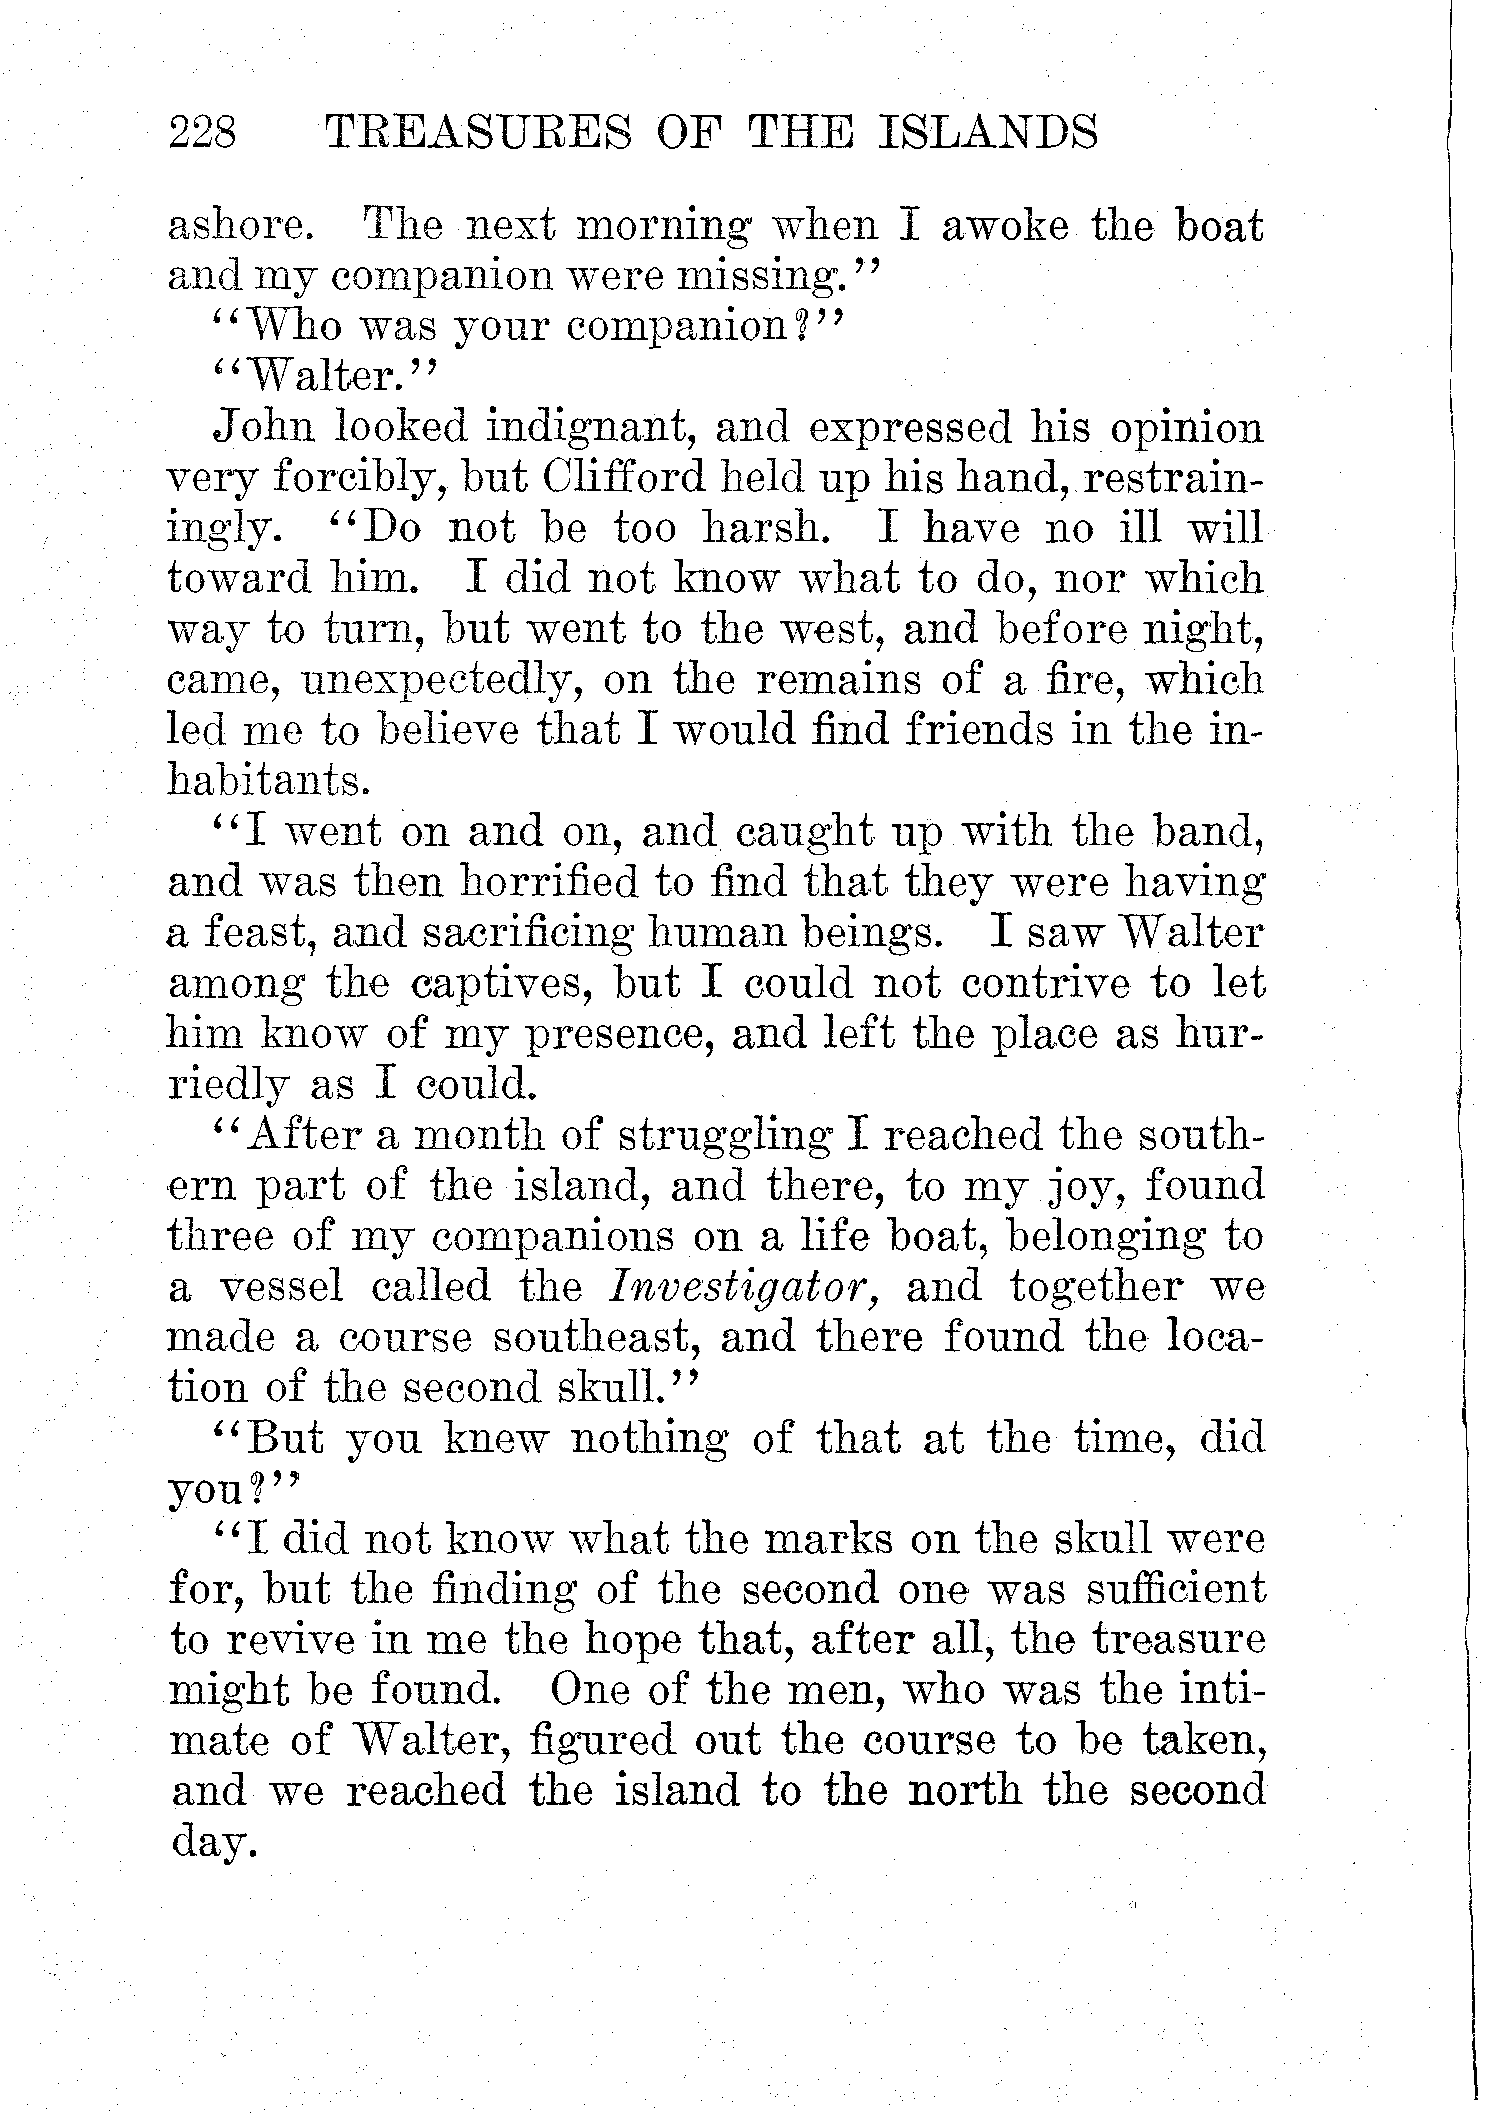 228 TREASURES OF THE ISLANDS
ashore. The next morning when I awoke the boat
and my companion were missing."
"Who was your companion?"
"Walter."
John looked indignant, and expressed his opinion
very forcibly, but Clifford held up his hand, restrain-
ingly. "Do not be too harsh. I have no ill will
toward him. I did not know what to do, nor which
way to turn, but went to the west, and before night,
came, unexpectedly, on the remains of a fire, which
led me to believe that I would find friends in the in-
habitants.
"I went on and on, and caught up with the band,
and was then horrified to find that they were having
a feast, and sacrificing human beings. I saw Walter
among the captives, but I could not contrive to let
him know of my presence, and left the place as hur-
riedly as I could.
"After a month of struggling I reached the south-
ern part of the island, and there, to my joy, found
three of my companions on a life boat, belonging to
a vessel called the Investigator, and together we
made a course southeast, and there found the loca-
tion of the second skull."
"But you knew nothing of that at the time, did
you?"
"I did not know what the marks on the skull were
for, but the finding of the second one was sufficient
to revive in me the hope that, after all, the treasure
might be found. One of the men, who was the inti-
mate of Walter, figured out the course to be taken,
and we reached the island to the north the second
day.